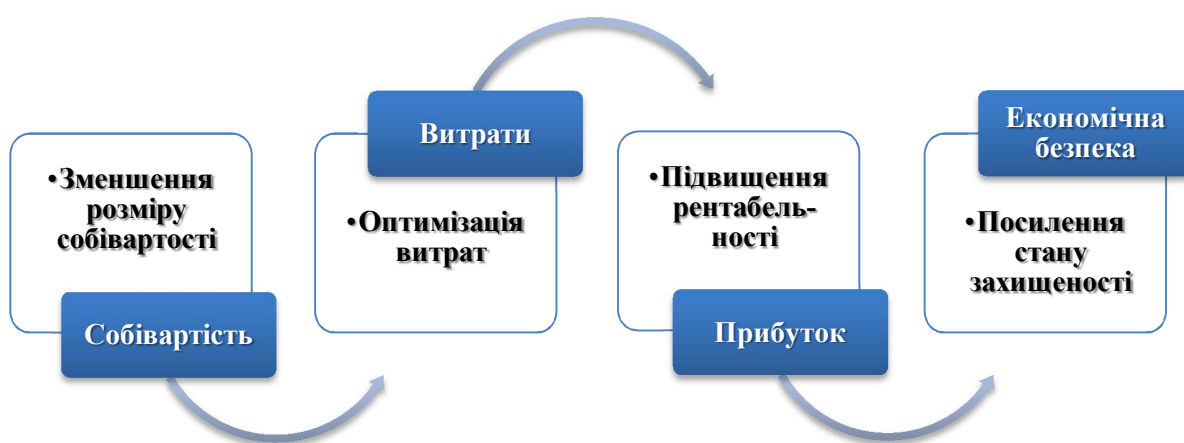 •Зменшення
розміру
собівартості
Собівартість
Витрати
•Оптимізація
витрат
•Підвищення
рентабель-
ності
Прибуток
Економічна
безпека
•Посилення
стану
захищеності